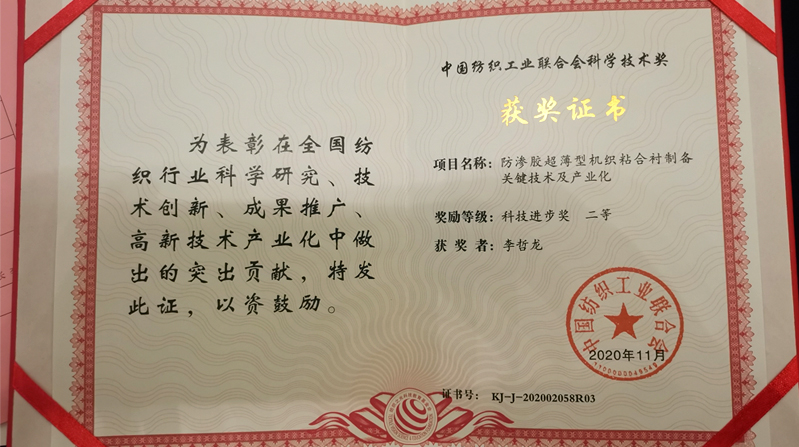 为表彰在全国纺
织行业科学研究、技
术创新、成果推广、
高新技术产业化中做
出的突出贡献，特发
此证，以资鼓励。
中国纺织工业联合会科学技术奖
获奖证书
项目名称：防渗胶超薄型机织粘合衬制备
关键技术及产业化
奖励等级：科技进步奖 二等
获奖者：李哲龙
中国纺织工业联合会
2020年11月
证书号：KJ-J-202002058R03